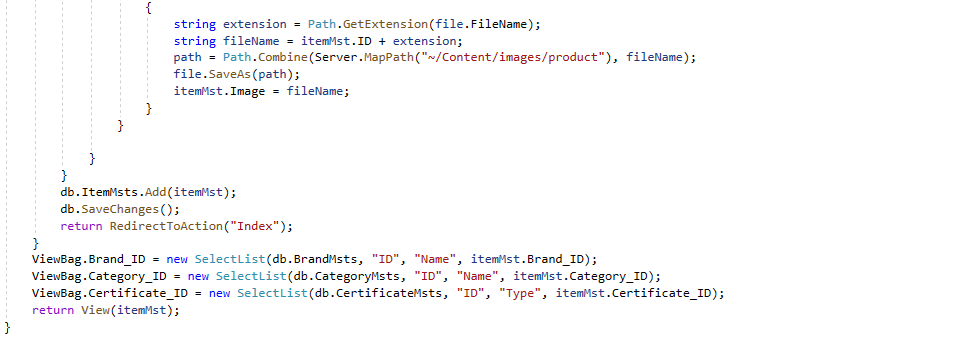 {
string extension = Path.GetExtension(file.FileName);
string fileName = itemMst.ID + extension;
path = Path.Combine(Server.MapPath("~/Content/images/product"), fileName);
file.SaveAs(path);
itemMst.Image = fileName;
}
}
}
}
db.ItemMsts.Add(itemMst);
db.SaveChanges();
return RedirectToAction("Index");
}
ViewBag.Brand_ID = new SelectList(db.BrandMsts, "ID", "Name", itemMst.Brand_ID);
ViewBag.Category_ID = new SelectList(db.CategoryMsts, "ID", "Name", itemMst.Category_ID);
ViewBag.Certificate_ID = new SelectList(db.CertificateMsts, "ID", "Type", itemMst.Certificate_ID);
return View(itemMst);
}